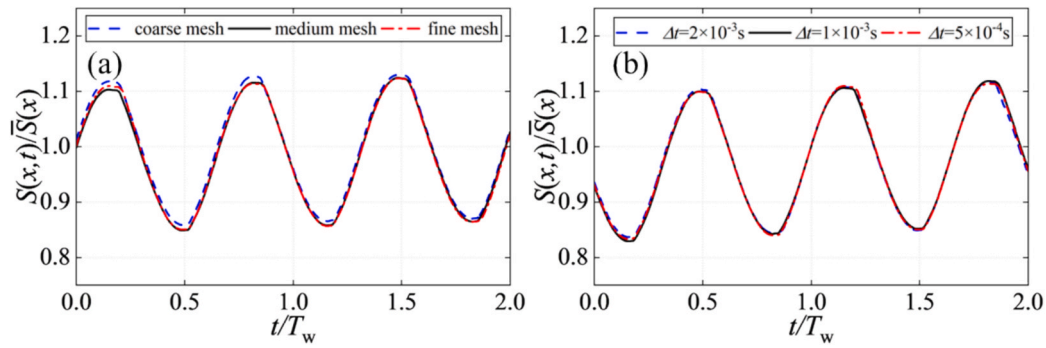 coarse mesh medium mesh fine mesh
(a)
1.2
1.1
1.0
0.9
0.8
S(x,t)/S̅(x)
0.0 0.5 1.0 1.5 2.0
t/T_w
Δt=2×10⁻³s Δt=1×10⁻³s Δt=5×10⁻⁴s
(b)
1.2
1.1
1.0
0.9
0.8
S(x,t)/S̅(x)
0.0 0.5 1.0 1.5 2.0
t/T_w